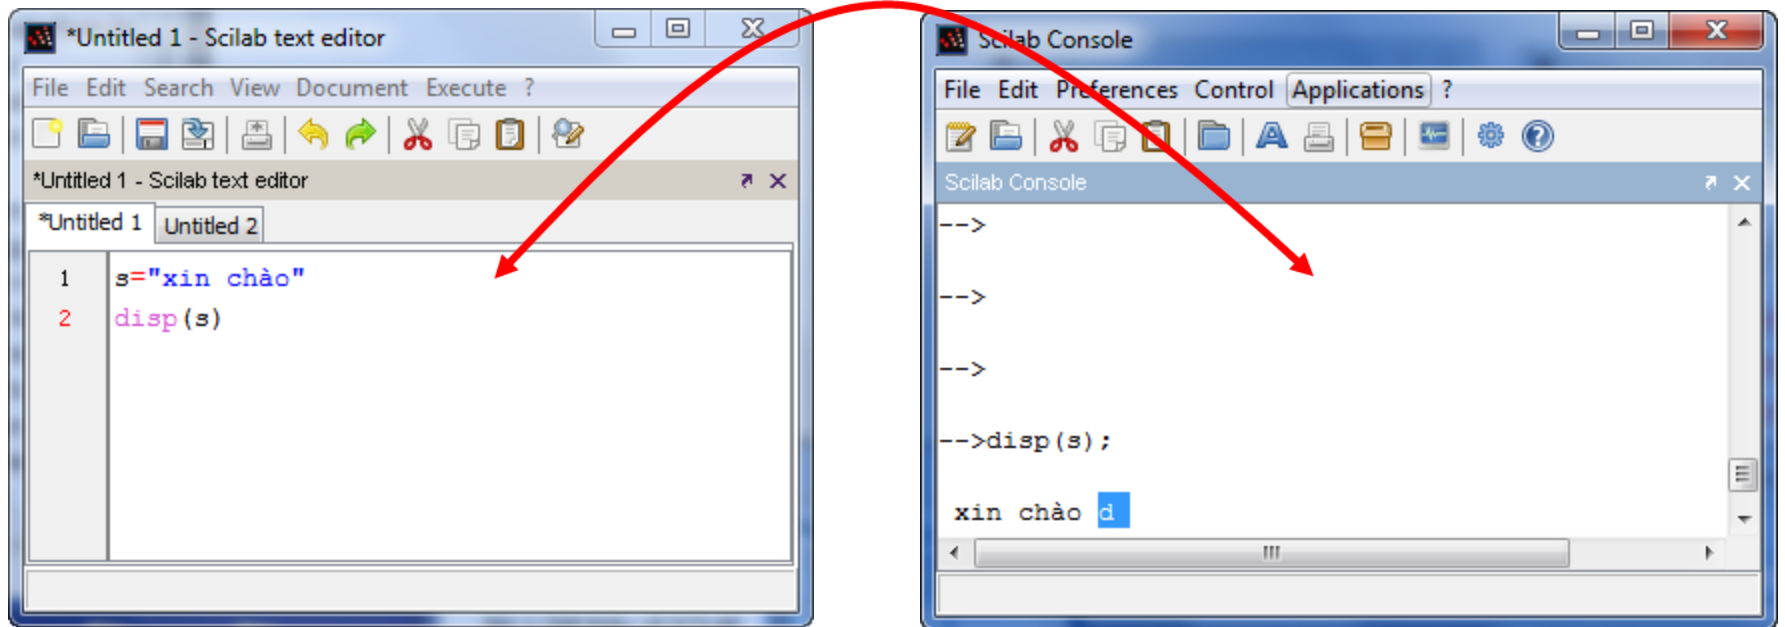 *Untitled 1 - Scilab text editor
File Edit Search View Document Execute ?
*Untitled 1 - Scilab text editor
*Untitled 1 Untitled 2
1 s="xin chào"
2 disp(s)
Scilab Console
File Edit Preferences Control Applications ?
Scilab Console
-->
-->
-->
-->disp(s);
xin chào d